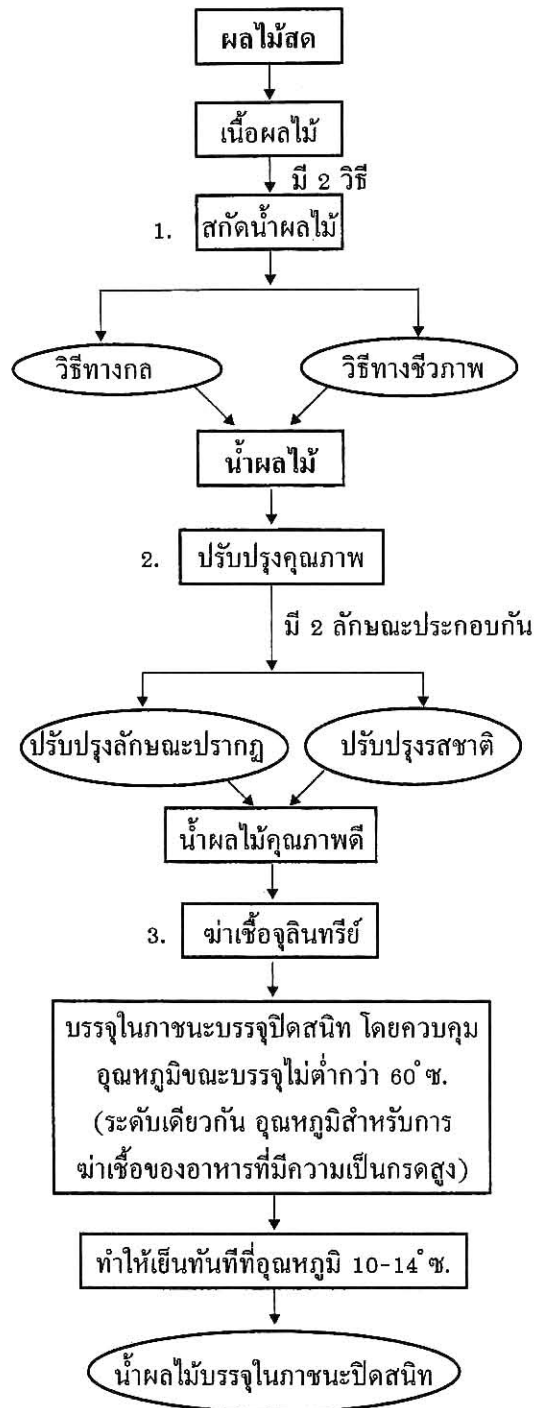 ผลไม้สด
เนื้อผลไม้
มี 2 วิธี
1. สกัดน้ำผลไม้
วิธีทางกล
วิธีทางชีวภาพ
น้ำผลไม้
2. ปรับปรุงคุณภาพ
มี 2 ลักษณะประกอบกัน
ปรับปรุงลักษณะปรากฏ
ปรับปรุงรสชาติ
น้ำผลไม้คุณภาพดี
3. ฆ่าเชื้อจุลินทรีย์
บรรจุในภาชนะบรรจุปิดสนิท โดยควบคุม
อุณหภูมิขณะบรรจุไม่ต่ำกว่า 60 ํซ.
(ระดับเดียวกัน อุณหภูมิสำหรับการ
ฆ่าเชื้อของอาหารที่มีความเป็นกรดสูง)
ทำให้เย็นทันทีที่อุณหภูมิ 10-14 ํซ.
น้ำผลไม้บรรจุในภาชนะปิดสนิท